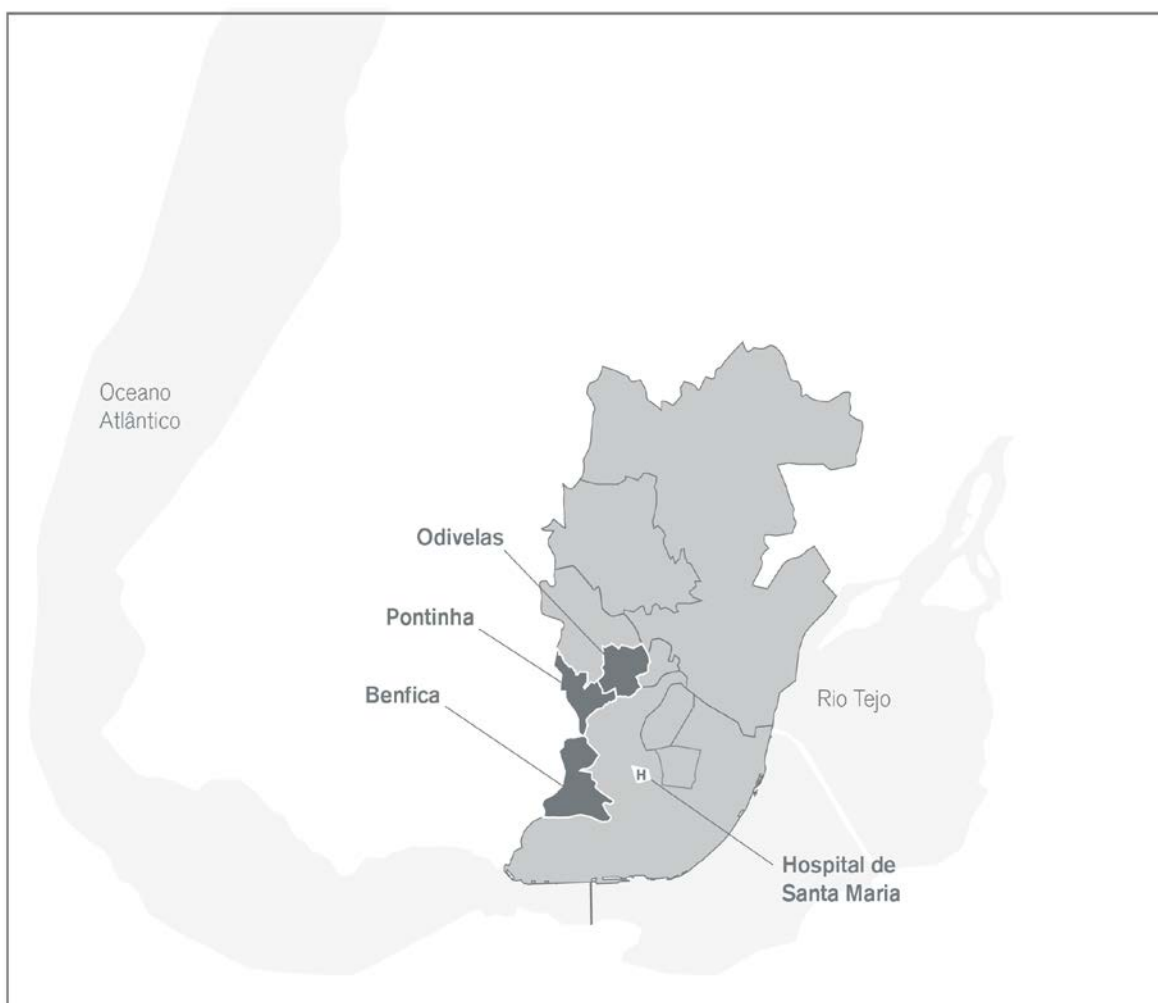 Oceano
Atlântico
Odivelas
Pontinha
Benfica
Rio Tejo
H
Hospital de
Santa Maria